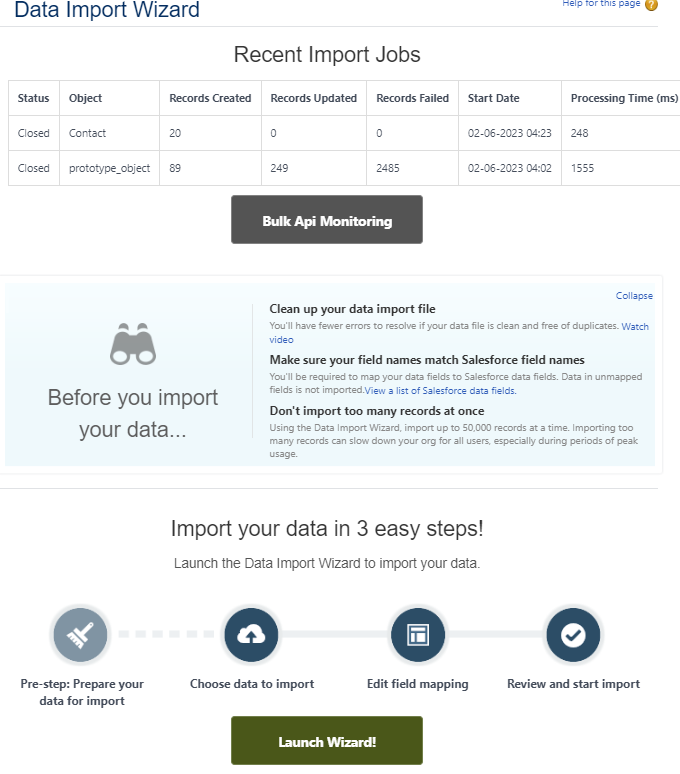 Data Import Wizard
Help for this page ?
Recent Import Jobs
Status Object Records Created Records Updated Records Failed Start Date Processing Time (ms)
Closed Contact 20 0 0 02-06-2023 04:23 248
Closed prototype_object 89 249 2485 02-06-2023 04:02 1555
Bulk Api Monitoring
Collapse
Before you import
your data...
Clean up your data import file
You'll have fewer errors to resolve if your data file is clean and free of duplicates. Watch
video
Make sure your field names match Salesforce field names
You'll be required to map your data fields to Salesforce data fields. Data in unmapped
fields is not imported.View a list of Salesforce data fields.
Don't import too many records at once
Using the Data Import Wizard, import up to 50,000 records at a time. Importing too
many records can slow down your org for all users, especially during periods of peak
usage.
Import your data in 3 easy steps!
Launch the Data Import Wizard to import your data.
Pre-step: Prepare your
data for import
Choose data to import
Edit field mapping
Review and start import
Launch Wizard!